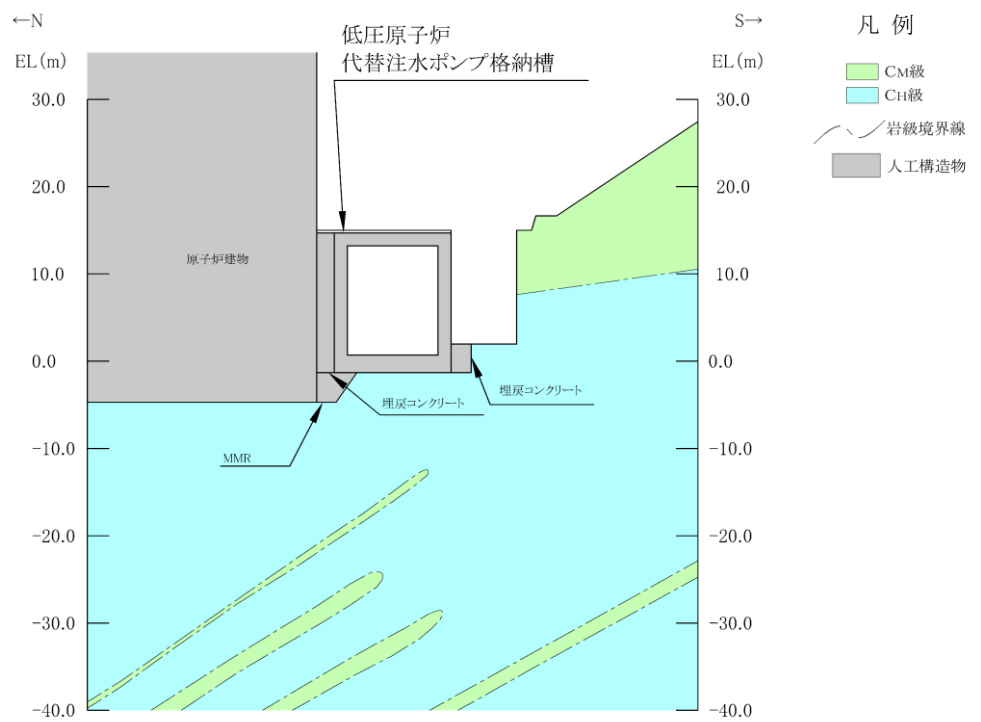 ←N
S→
凡 例
EL(m)
EL(m)
低圧原子炉
代替注水ポンプ格納槽
CM級
CH級
岩級境界線
人工構造物
30.0
30.0
20.0
20.0
原子炉建物
10.0
10.0
0.0
0.0
埋戻コンクリート
埋戻コンクリート
MMR
-10.0
-10.0
-20.0
-20.0
-30.0
-30.0
-40.0
-40.0